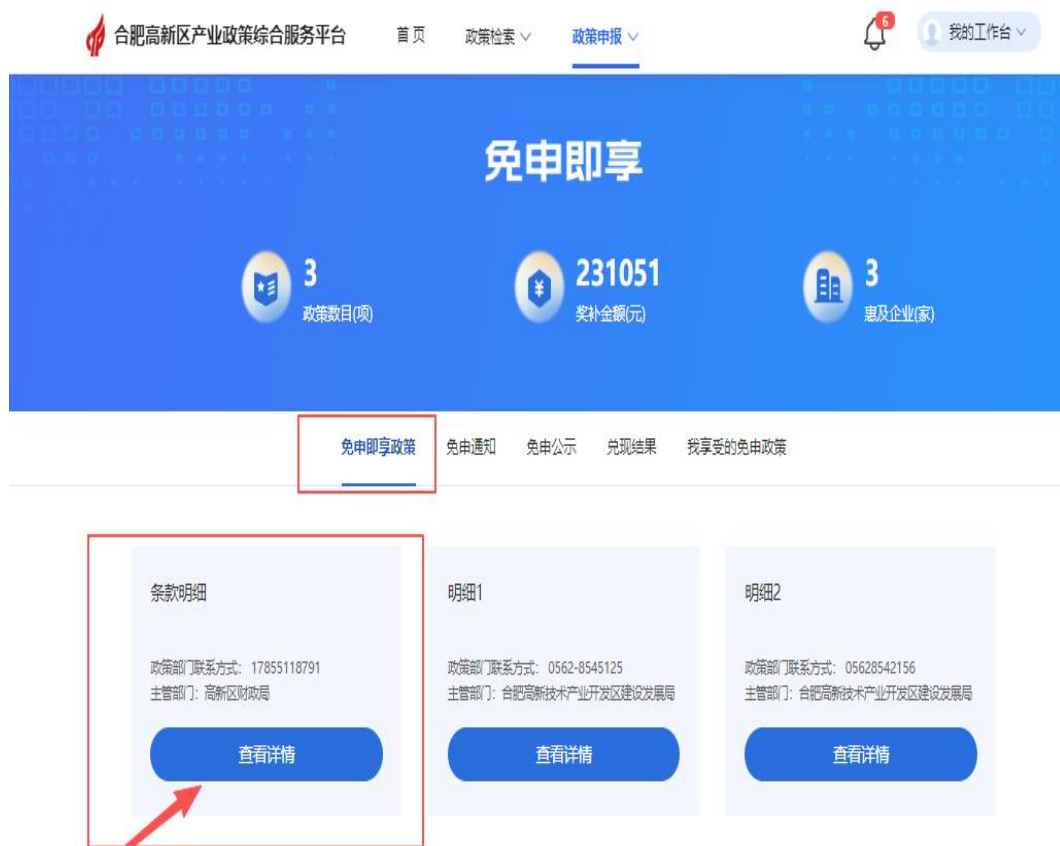 合肥高新区产业政策综合服务平台 首页 政策检索 政策申报 6 我的工作台
免申即享
3 231051 3
政策数目(项) 奖补金额(元) 惠及企业(家)
免申即享政策 免申通知 免申公示 兑现结果 我享受的免申政策
条款明细 明细1 明细2
政策部门联系方式: 17855118791 政策部门联系方式: 0562-8545125 政策部门联系方式: 05628542156
主管部门: 高新区财政局 主管部门: 合肥高新技术产业开发区建设发展局 主管部门: 合肥高新技术产业开发区建设发展局
查看详情 查看详情 查看详情